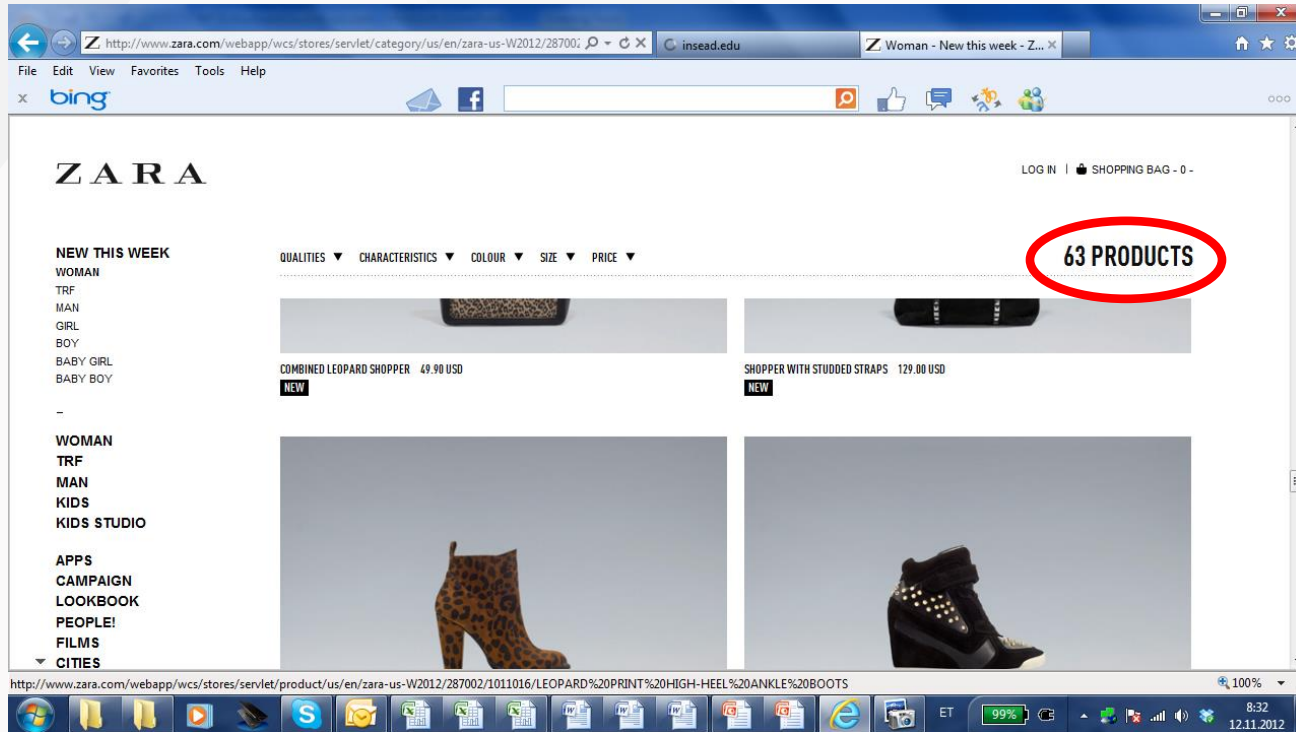 http://www.zara.com/webapp/wcs/stores/servlet/category/us/en/zara-us-W2012/287002
insead.edu
Woman - New this week - Z...
File Edit View Favorites Tools Help
x bing
ZARA
LOG IN | SHOPPING BAG - 0 -
NEW THIS WEEK
QUALITIES ▼ CHARACTERISTICS ▼ COLOUR ▼ SIZE ▼ PRICE ▼
63 PRODUCTS
WOMAN
TRF
MAN
GIRL
BOY
BABY GIRL
BABY BOY
–
COMBINED LEOPARD SHOPPER 49.90 USD
NEW
SHOPPER WITH STUDDED STRAPS 129.00 USD
NEW
WOMAN
TRF
MAN
KIDS
KIDS STUDIO
APPS
CAMPAIGN
LOOKBOOK
PEOPLE!
FILMS
CITIES
http://www.zara.com/webapp/wcs/stores/servlet/product/us/en/zara-us-W2012/287002/1011016/LEOPARD%20PRINT%20HIGH-HEEL%20ANKLE%20BOOTS
100%
ET
99%
8:32
12.11.2012